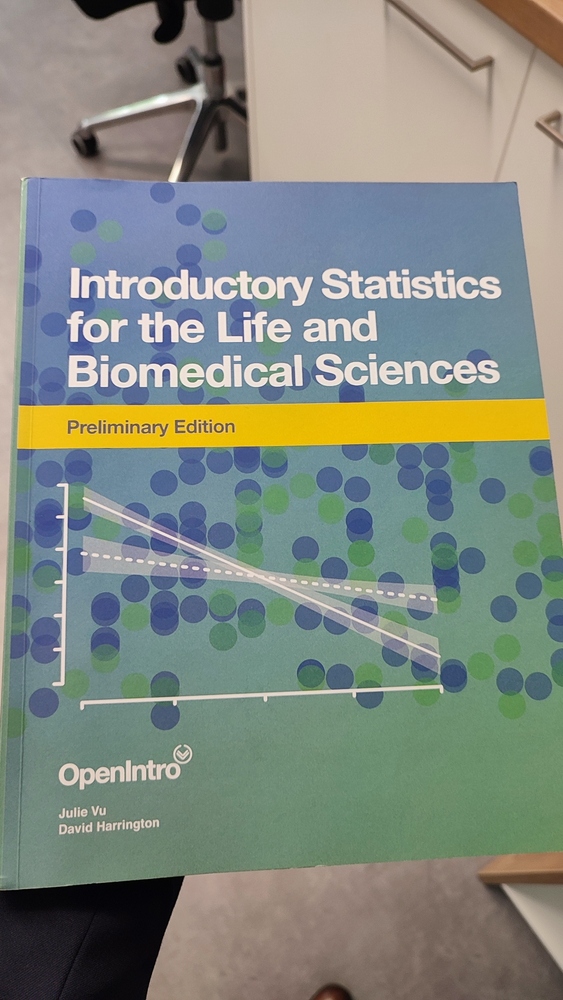 Introductory Statistics
for the Life and
Biomedical Sciences
Preliminary Edition
OpenIntro
Julie Vu
David Harrington